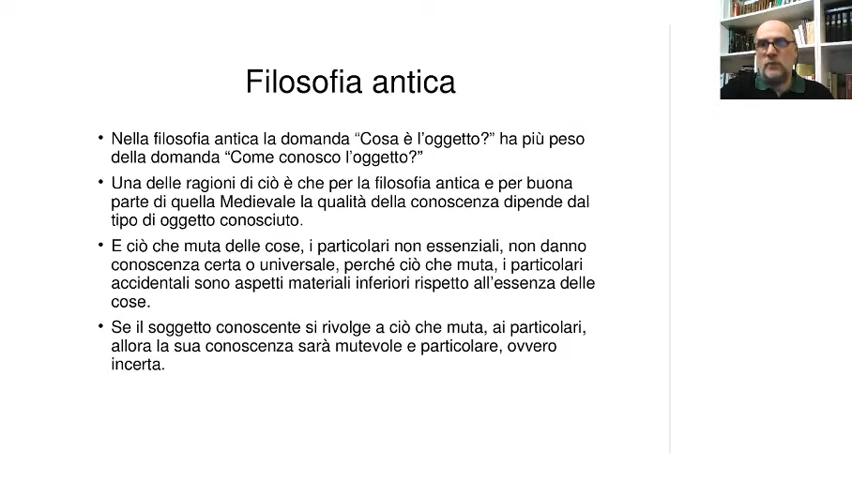 Filosofia antica
• Nella filosofia antica la domanda “Cosa è l’oggetto?” ha più peso
della domanda “Come conosco l’oggetto?”
• Una delle ragioni di ciò è che per la filosofia antica e per buona
parte di quella Medievale la qualità della conoscenza dipende dal
tipo di oggetto conosciuto.
• E ciò che muta delle cose, i particolari non essenziali, non danno
conoscenza certa o universale, perché ciò che muta, i particolari
accidentali sono aspetti materiali inferiori rispetto all’essenza delle
cose.
• Se il soggetto conoscente si rivolge a ciò che muta, ai particolari,
allora la sua conoscenza sarà mutevole e particolare, ovvero
incerta.